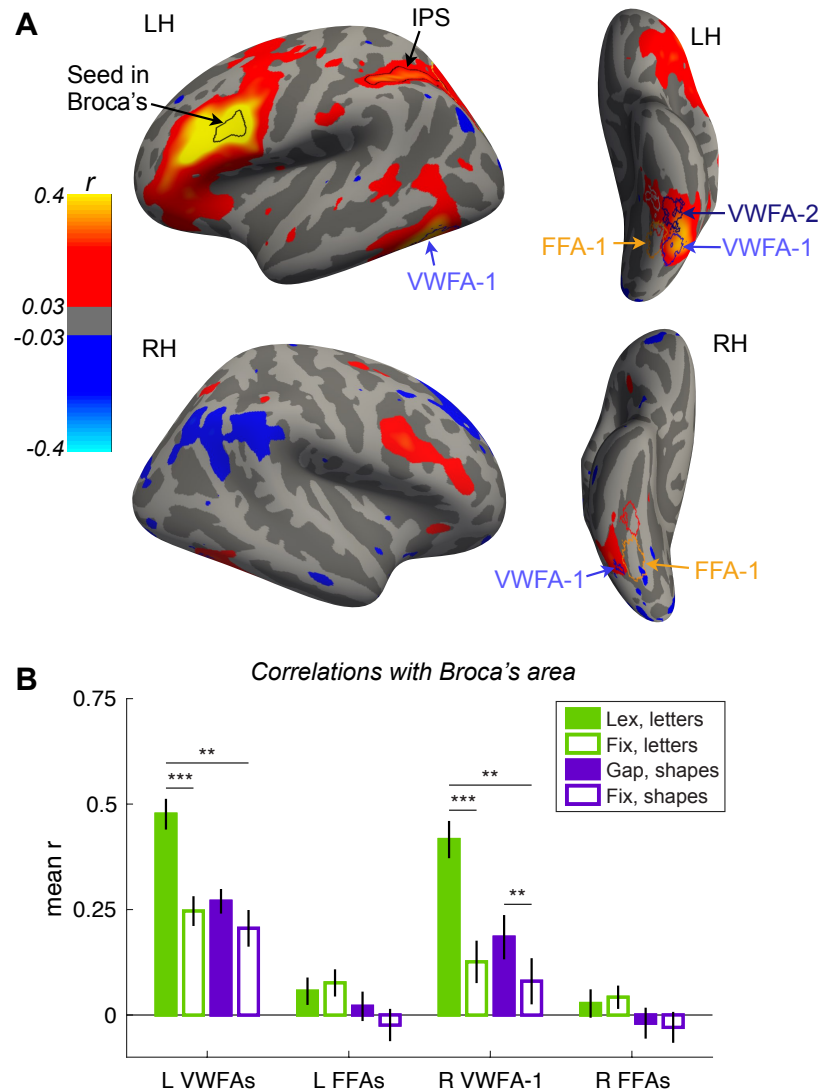 A
LH
IPS
LH
Seed in
Broca's
r
0.4
0.03
-0.03
-0.4
VWFA-1
VWFA-2
FFA-1
VWFA-1
RH
RH
VWFA-1
FFA-1
B
Correlations with Broca's area
0.75
0.5
0.25
0
mean r
Lex, letters
Fix, letters
Gap, shapes
Fix, shapes
**
***
**
***
**
L VWFAs
L FFAs
R VWFA-1
R FFAs